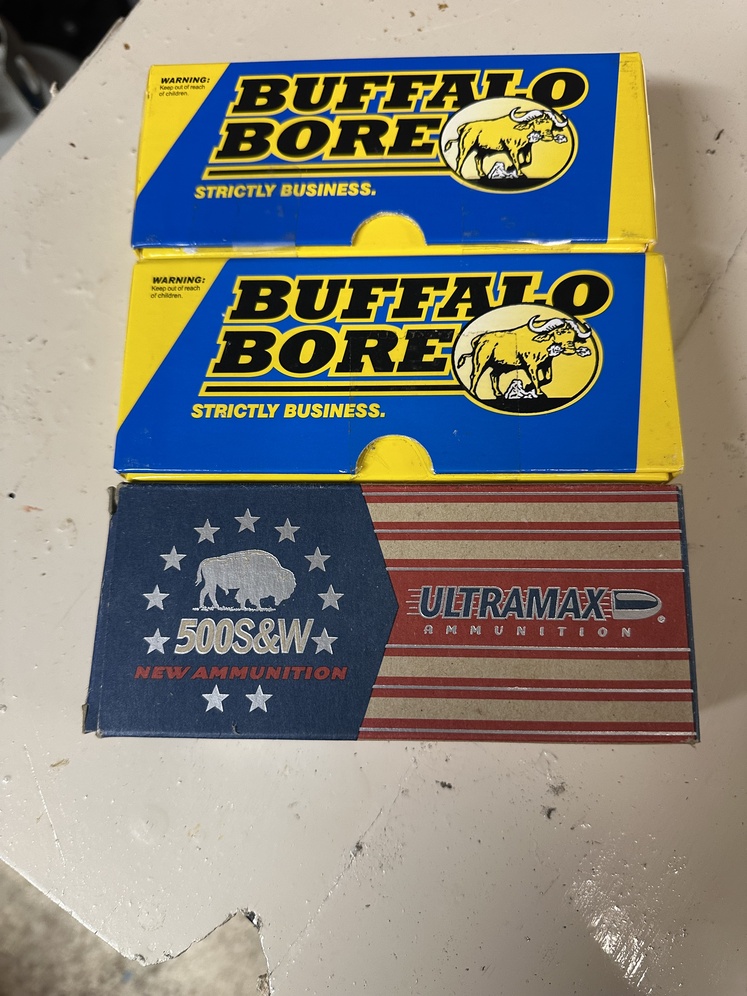 WARNING:
Keep out of reach
of children.
BUFFALO
BORE
STRICTLY BUSINESS.
WARNING:
Keep out of reach
of children.
BUFFALO
BORE
STRICTLY BUSINESS.
500S&W
NEW AMMUNITION
ULTRAMAX
AMMUNITION
®